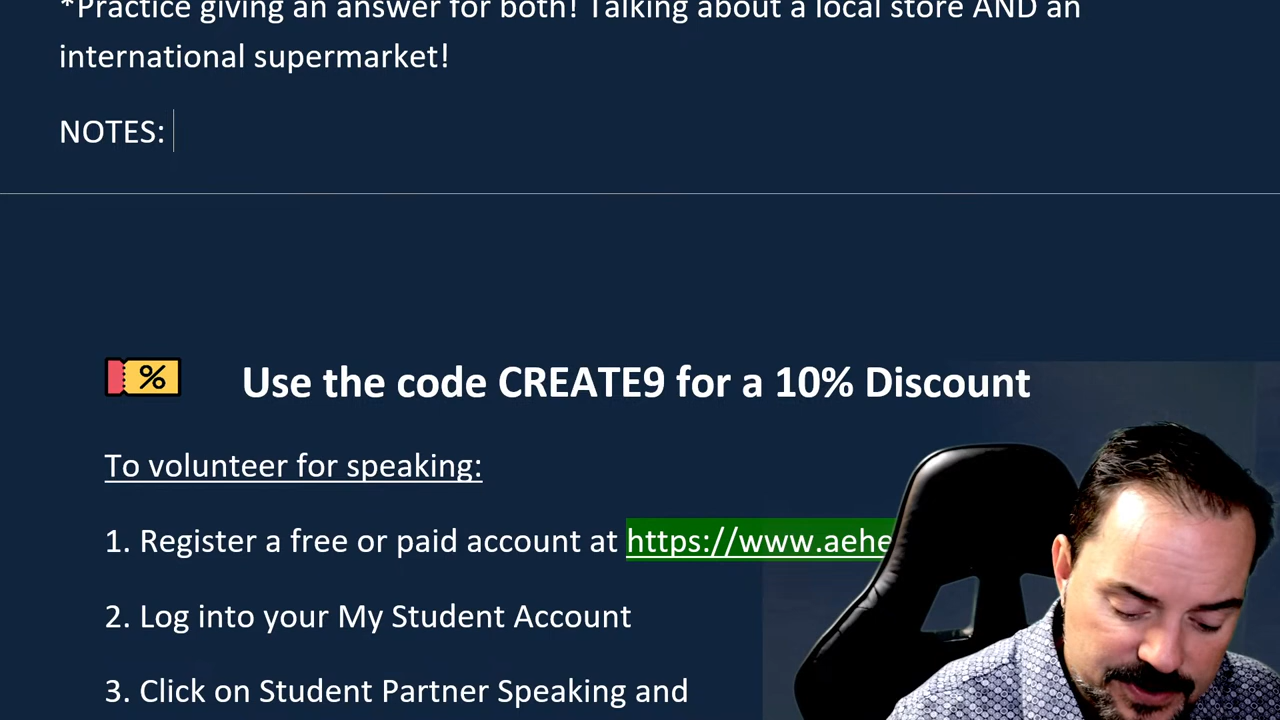 *Practice giving an answer for both! Talking about a local store AND an
international supermarket!
NOTES:
%
Use the code CREATE9 for a 10% Discount
To volunteer for speaking:
1. Register a free or paid account at https://www.aehe
2. Log into your My Student Account
3. Click on Student Partner Speaking and